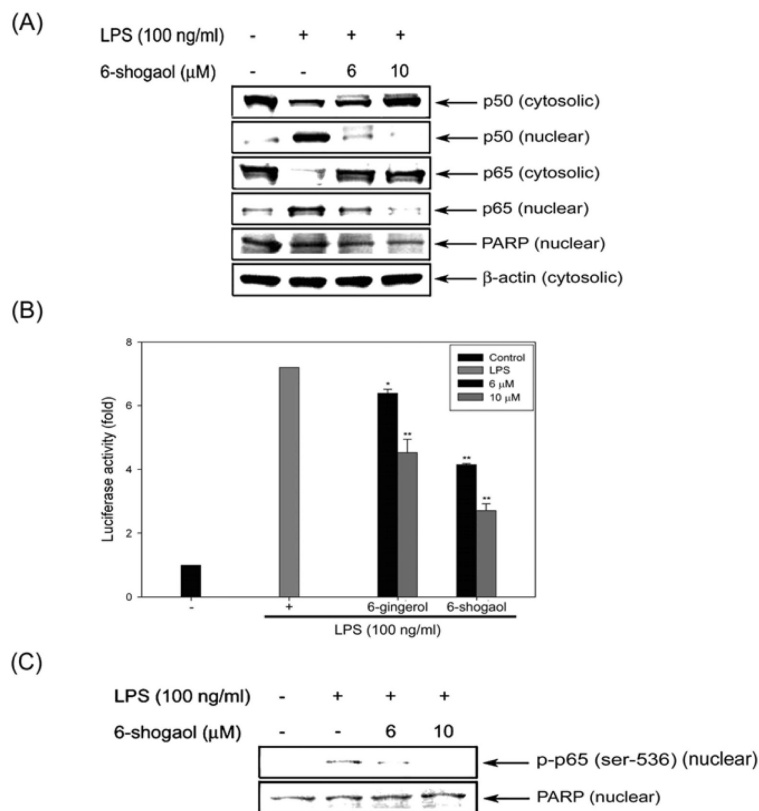 (A)
LPS (100 ng/ml) - + + +
6-shogaol (μM) - - 6 10
p50 (cytosolic)
p50 (nuclear)
p65 (cytosolic)
p65 (nuclear)
PARP (nuclear)
β-actin (cytosolic)
(B)
8
6
4
2
0
Luciferase activity (fold)
Control
LPS
6 μM
10 μM
*
**
**
**
- + 6-gingerol 6-shogaol
LPS (100 ng/ml)
(C)
LPS (100 ng/ml) - + + +
6-shogaol (μM) - - 6 10
p-p65 (ser-536) (nuclear)
PARP (nuclear)